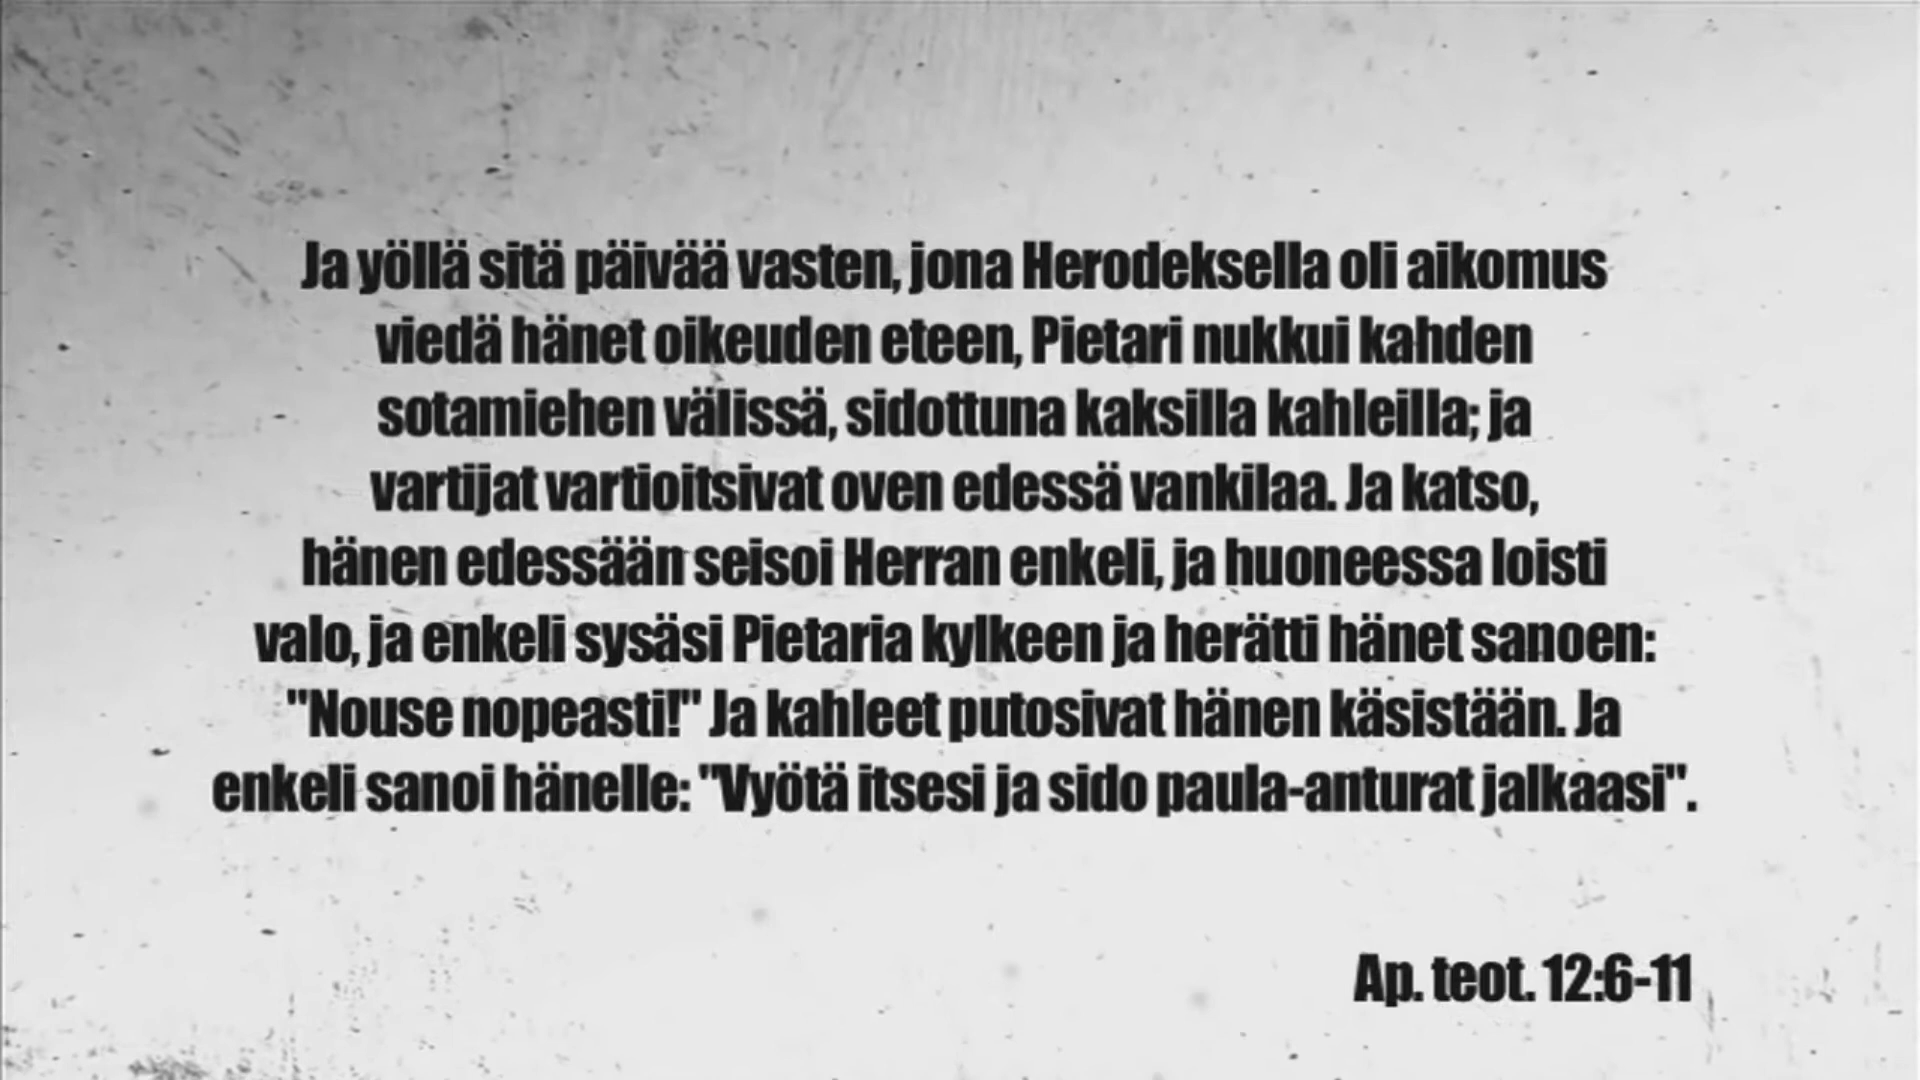 Ja yöllä sitä päivää vasten, jona Herodeksella oli aikomus
viedä hänet oikeuden eteen, Pietari nukkui kahden
sotamiehen välissä, sidottuna kaksilla kahleilla; ja
vartijat vartioitsivat oven edessä vankilaa. Ja katso,
hänen edessään seisoi Herran enkeli, ja huoneessa loisti
valo, ja enkeli sysäsi Pietaria kylkeen ja herätti hänet sanoen:
"Nouse nopeasti!" Ja kahleet putosivat hänen käsistään. Ja
enkeli sanoi hänelle: "Vyötä itsesi ja sido paula-anturat jalkaasi".
Ap. teot. 12:6-11